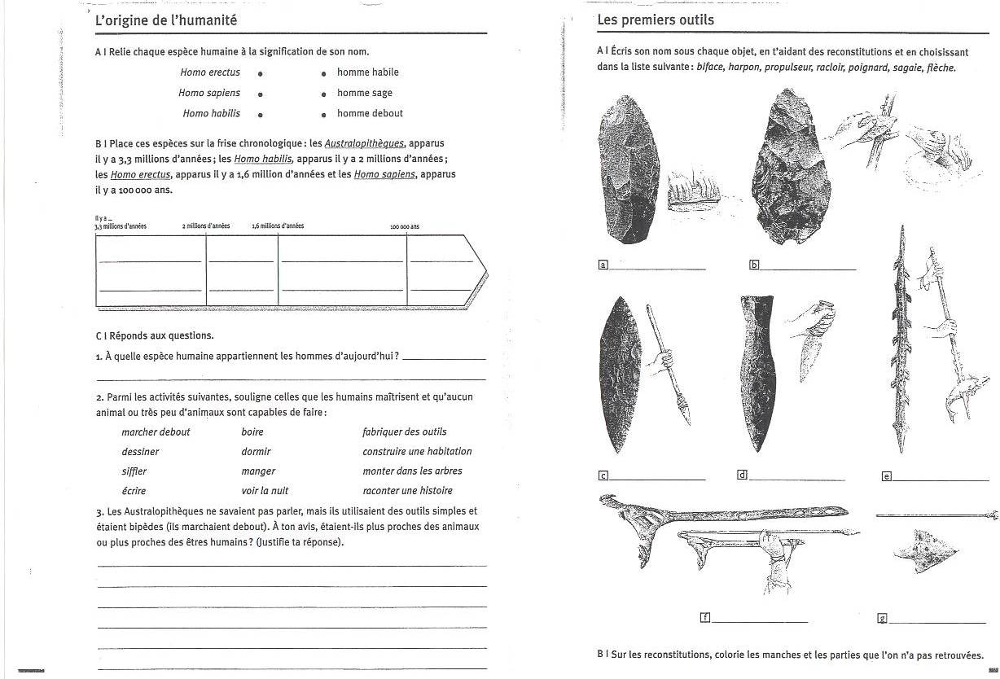 L'origine de l'humanité
A I Relie chaque espèce humaine à la signification de son nom.
Homo erectus • • homme habile
Homo sapiens • • homme sage
Homo habilis • • homme debout
B I Place ces espèces sur la frise chronologique : les Australopithèques, apparus
il y a 3,3 millions d'années ; les Homo habilis, apparus il y a 2 millions d'années ;
les Homo erectus, apparus il y a 1,6 million d'années et les Homo sapiens, apparus
il y a 100 000 ans.
Il y a ...
3,3 millions d'années 2 millions d'années 1,6 millions d'années 100 000 ans
C I Réponds aux questions.
1. À quelle espèce humaine appartiennent les hommes d'aujourd'hui ?
2. Parmi les activités suivantes, souligne celles que les humains maîtrisent et qu'aucun
animal ou très peu d'animaux sont capables de faire :
marcher debout boire fabriquer des outils
dessiner dormir construire une habitation
siffler manger monter dans les arbres
écrire voir la nuit raconter une histoire
3. Les Australopithèques ne savaient pas parler, mais ils utilisaient des outils simples et
étaient bipèdes (ils marchaient debout). À ton avis, étaient-ils plus proches des animaux
ou plus proches des êtres humains ? (Justifie ta réponse).
Les premiers outils
A I Écris son nom sous chaque objet, en t'aidant des reconstitutions et en choisissant
dans la liste suivante : biface, harpon, propulseur, racloir, poignard, sagaie, flèche.
a
b
c
d
e
f
g
B I Sur les reconstitutions, colorie les manches et les parties que l'on n'a pas retrouvées.